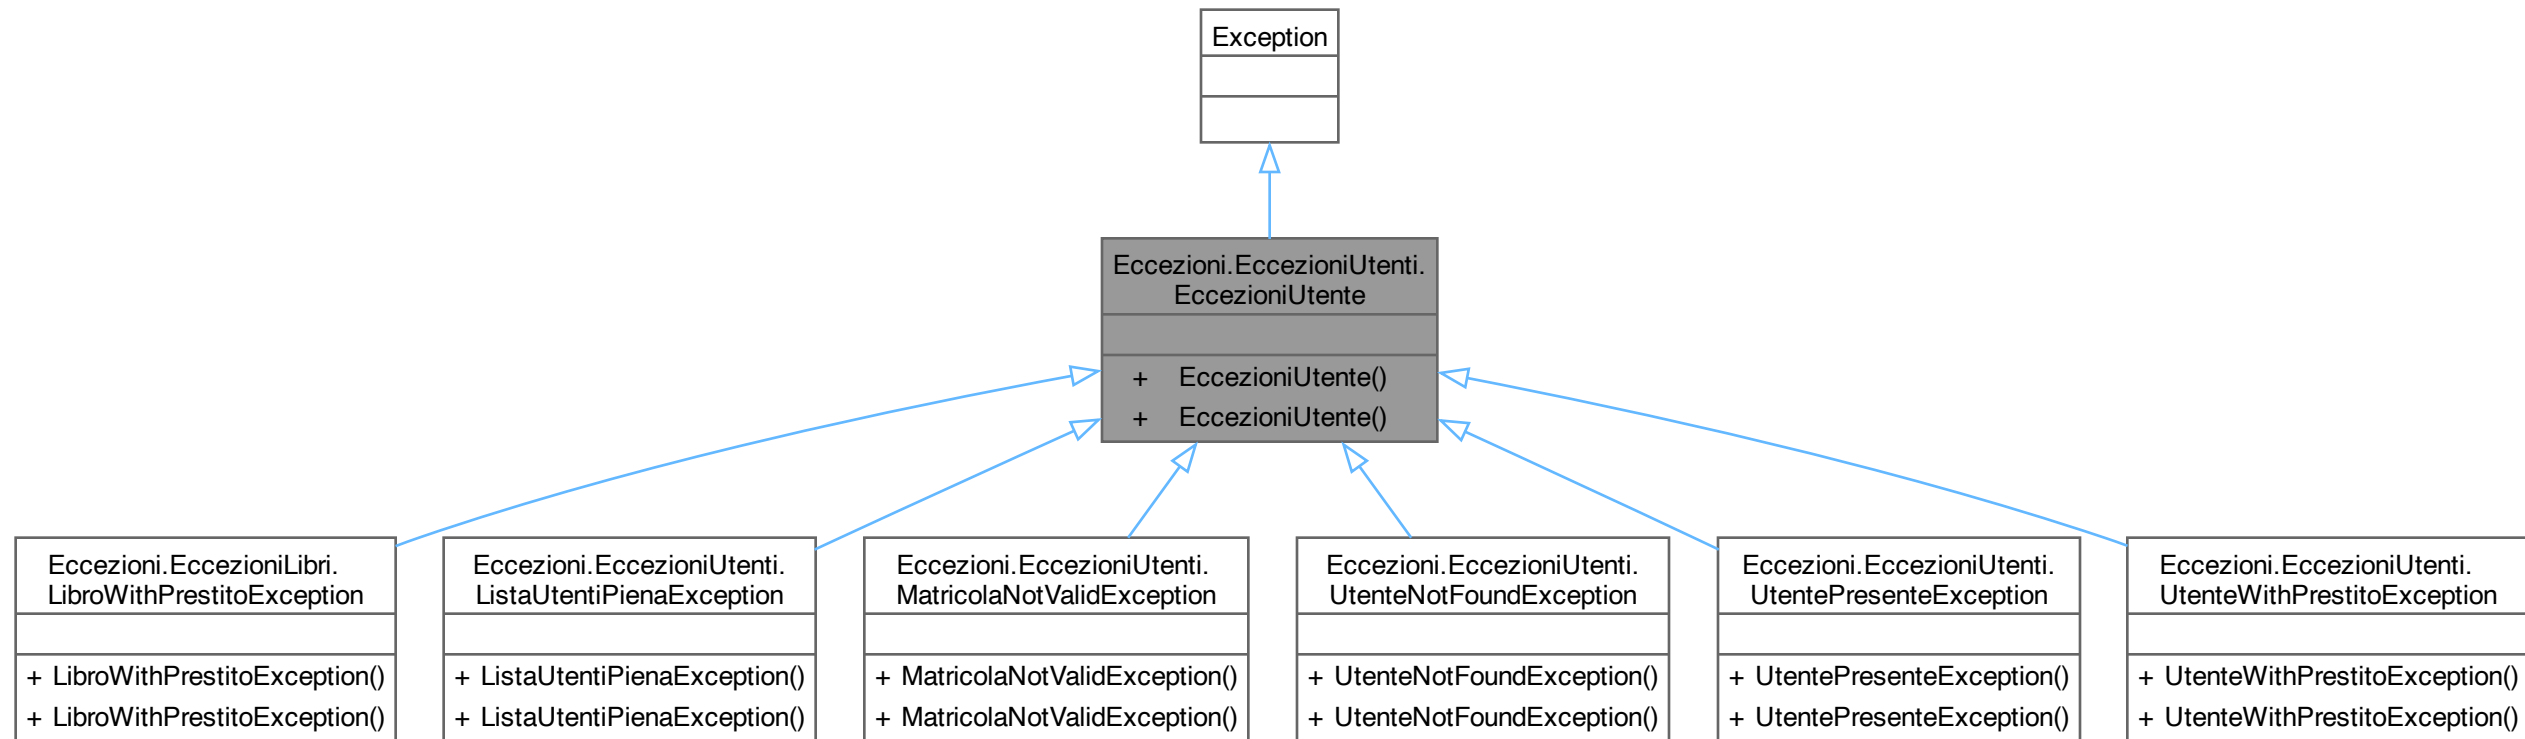 Exception
Eccezioni.EccezioniUtenti.
EccezioniUtente
+ EccezioniUtente()
+ EccezioniUtente()
Eccezioni.EccezioniLibri.
LibroWithPrestitoException
+ LibroWithPrestitoException()
+ LibroWithPrestitoException()
Eccezioni.EccezioniUtenti.
ListaUtentiPienaException
+ ListaUtentiPienaException()
+ ListaUtentiPienaException()
Eccezioni.EccezioniUtenti.
MatricolaNotValidException
+ MatricolaNotValidException()
+ MatricolaNotValidException()
Eccezioni.EccezioniUtenti.
UtenteNotFoundException
+ UtenteNotFoundException()
+ UtenteNotFoundException()
Eccezioni.EccezioniUtenti.
UtentePresenteException
+ UtentePresenteException()
+ UtentePresenteException()
Eccezioni.EccezioniUtenti.
UtenteWithPrestitoException
+ UtenteWithPrestitoException()
+ UtenteWithPrestitoException()